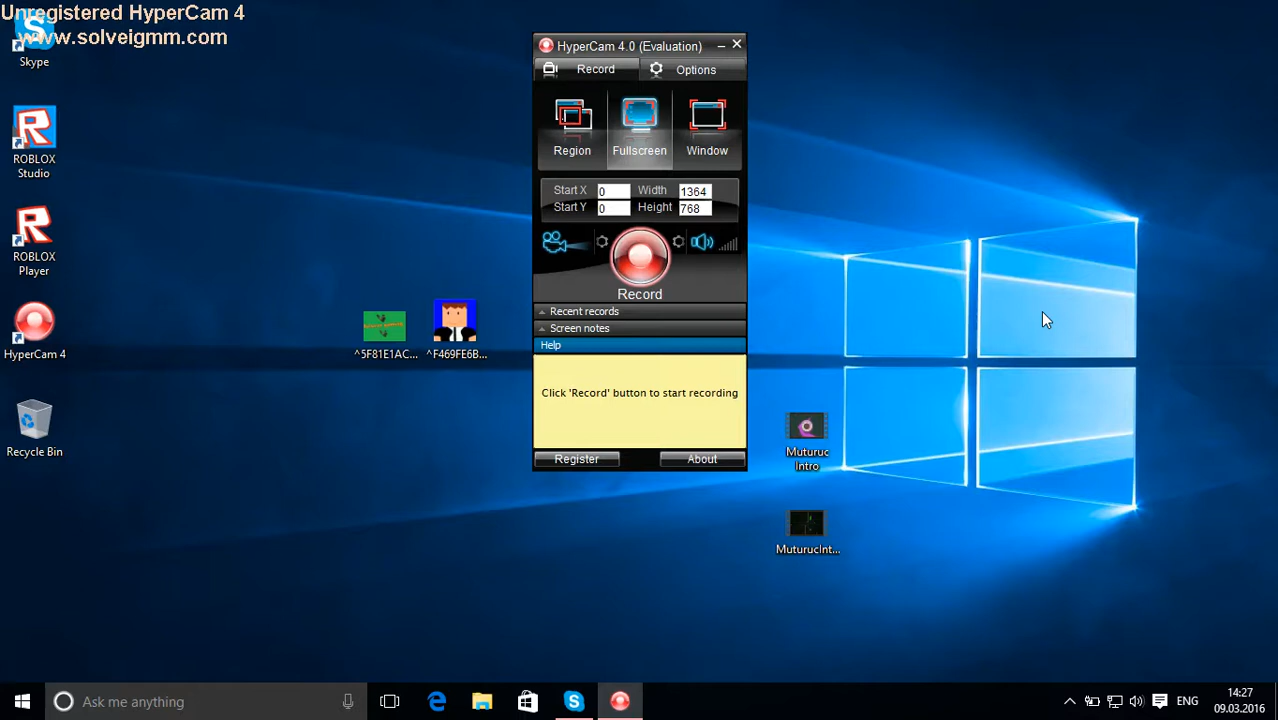 Unregistered HyperCam 4
www.solveigmm.com
Skype
ROBLOX
Studio
ROBLOX
Player
HyperCam 4
Recycle Bin
^5F81E1AC...
^F469FE6B...
HyperCam 4.0 (Evaluation)
Record
Options
Region
Fullscreen
Window
Start X 0 Width 1364
Start Y 0 Height 768
Record
Recent records
Screen notes
Help
Click 'Record' button to start recording
Register
About
Muturuc
Intro
MuturucInt...
Ask me anything
ENG
14:27
09.03.2016